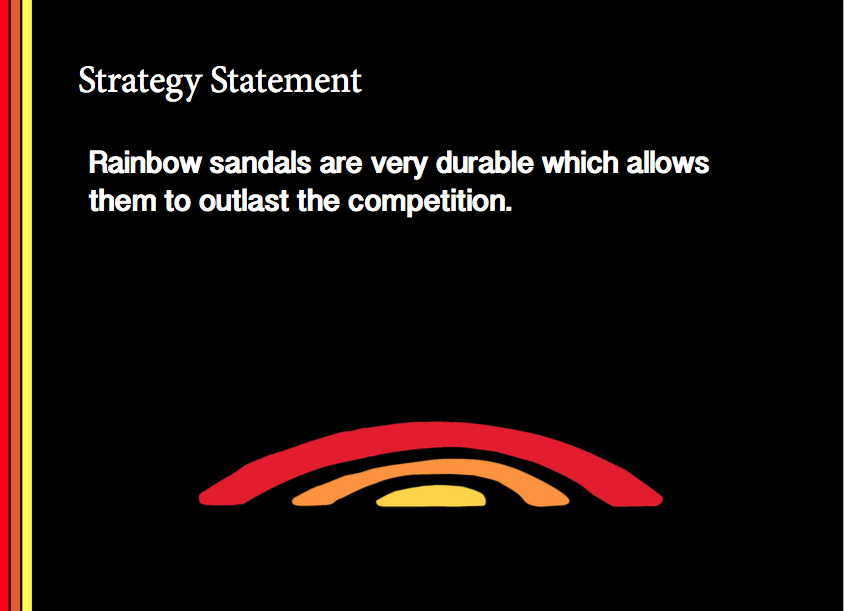 Strategy Statement
Rainbow sandals are very durable which allows
them to outlast the competition.